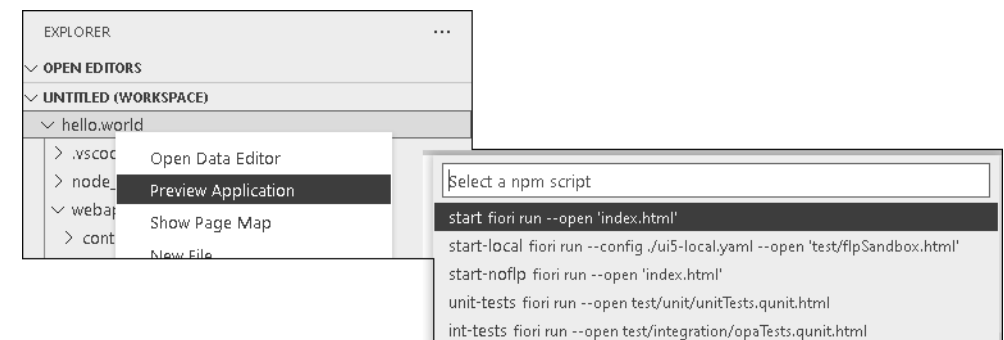 EXPLORER ...
OPEN EDITORS
UNTITLED (WORKSPACE)
hello.world
.vscod
node_
webap
cont
Open Data Editor
Preview Application
Show Page Map
New File
Select a npm script
start fiori run --open 'index.html'
start-local fiori run --config ./ui5-local.yaml --open 'test/flpSandbox.html'
start-noflp fiori run --open 'index.html'
unit-tests fiori run --open test/unit/unitTests.qunit.html
int-tests fiori run --open test/integration/opaTests.qunit.html